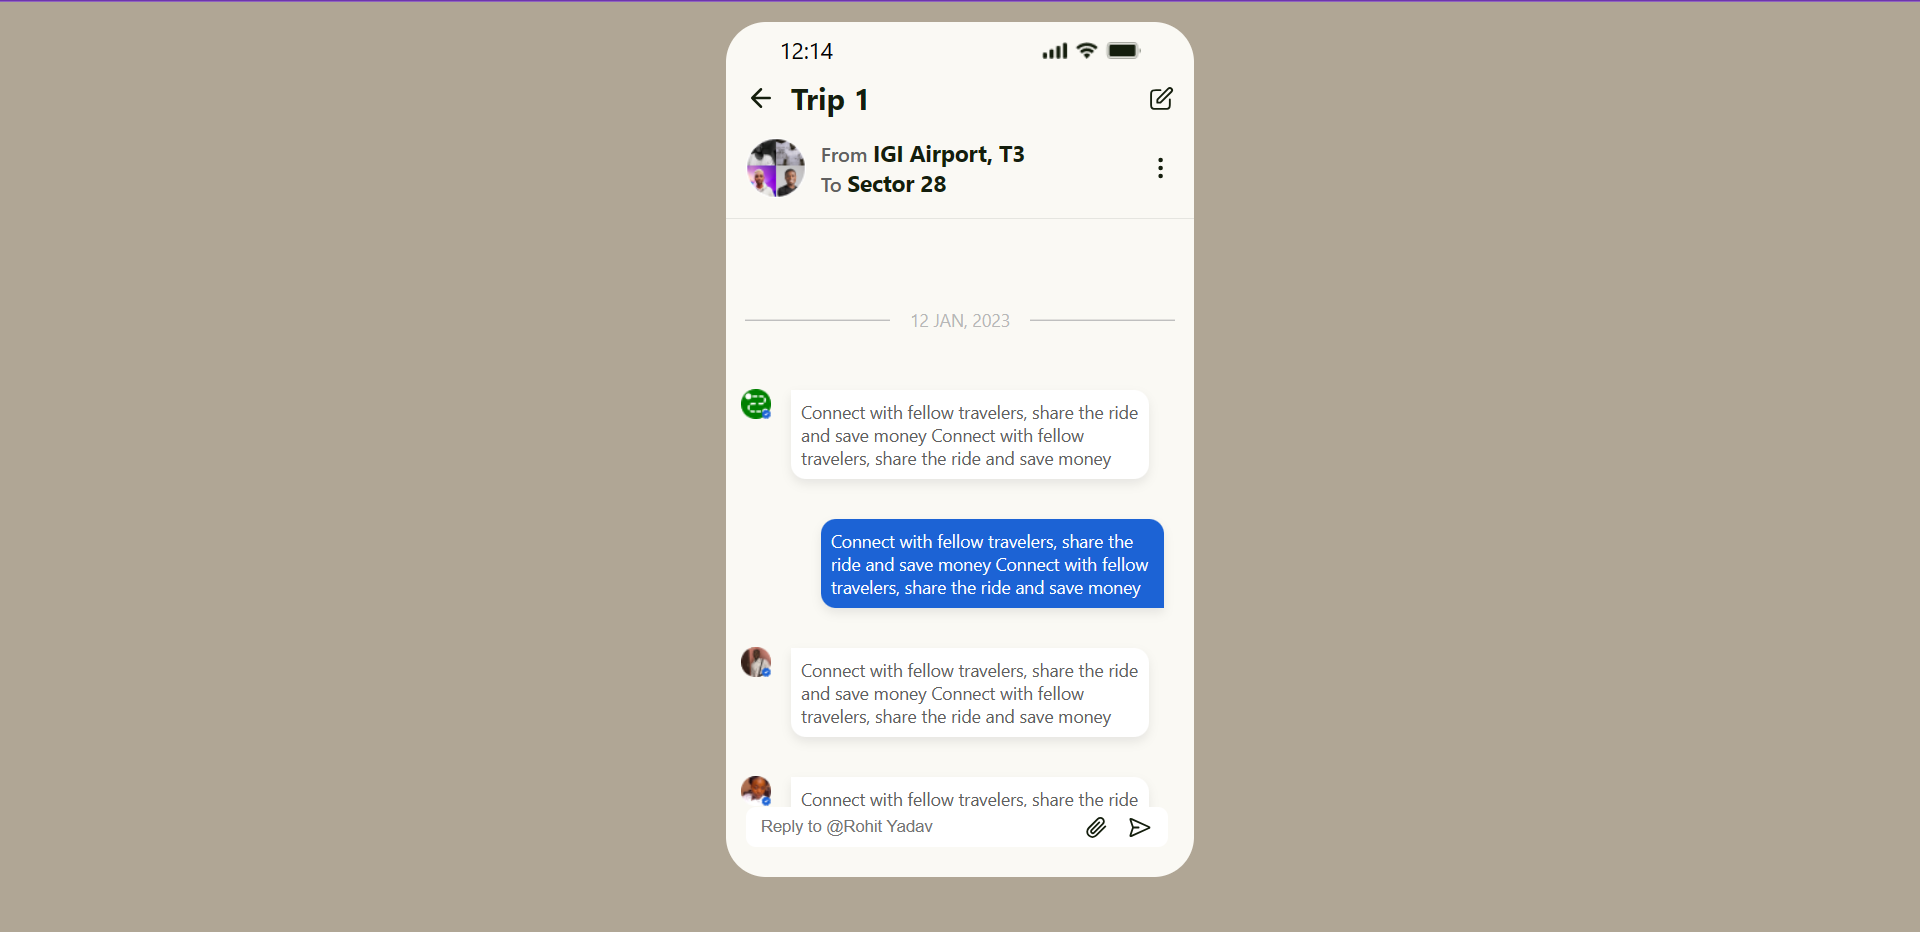 12:14
Trip 1
From IGI Airport, T3
To Sector 28
12 JAN, 2023
Connect with fellow travelers, share the ride
and save money Connect with fellow
travelers, share the ride and save money
Connect with fellow travelers, share the
ride and save money Connect with fellow
travelers, share the ride and save money
Connect with fellow travelers, share the ride
and save money Connect with fellow
travelers, share the ride and save money
Connect with fellow travelers, share the ride
Reply to @Rohit Yadav